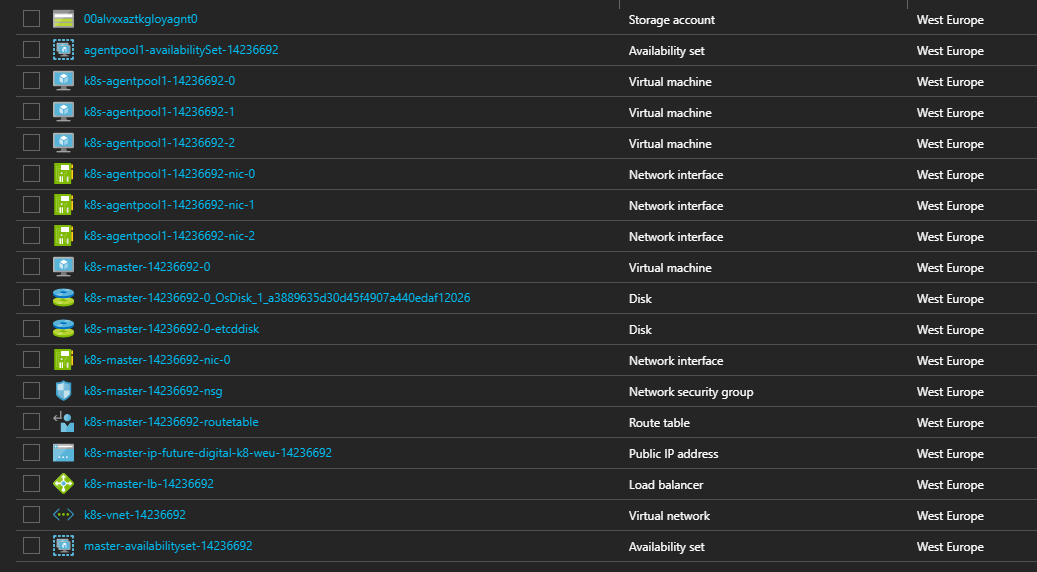 00alvxxaztkgloyagnt0 Storage account West Europe
agentpool1-availabilitySet-14236692 Availability set West Europe
k8s-agentpool1-14236692-0 Virtual machine West Europe
k8s-agentpool1-14236692-1 Virtual machine West Europe
k8s-agentpool1-14236692-2 Virtual machine West Europe
k8s-agentpool1-14236692-nic-0 Network interface West Europe
k8s-agentpool1-14236692-nic-1 Network interface West Europe
k8s-agentpool1-14236692-nic-2 Network interface West Europe
k8s-master-14236692-0 Virtual machine West Europe
k8s-master-14236692-0_OsDisk_1_a3889635d30d45f4907a440edaf12026 Disk West Europe
k8s-master-14236692-0-etcddisk Disk West Europe
k8s-master-14236692-nic-0 Network interface West Europe
k8s-master-14236692-nsg Network security group West Europe
k8s-master-14236692-routetable Route table West Europe
k8s-master-ip-future-digital-k8-weu-14236692 Public IP address West Europe
k8s-master-lb-14236692 Load balancer West Europe
k8s-vnet-14236692 Virtual network West Europe
master-availabilityset-14236692 Availability set West Europe